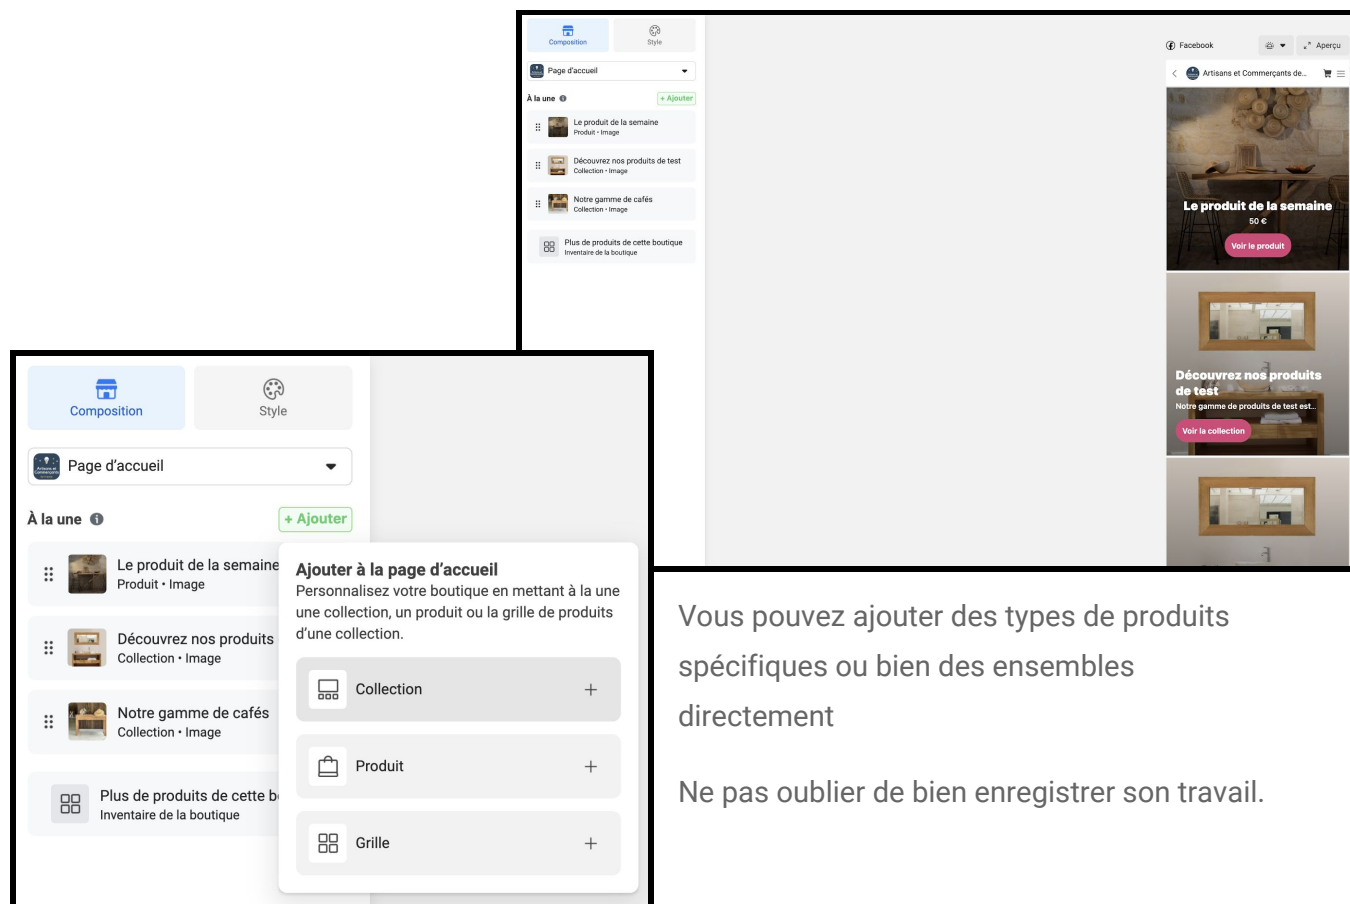 Composition
Style
Page d'accueil
À la une
+ Ajouter
Le produit de la semaine
Produit • Image
Découvrez nos produits de test
Collection • Image
Notre gamme de cafés
Collection • Image
Plus de produits de cette boutique
Inventaire de la boutique
Facebook
Aperçu
Artisans et Commerçants de...
Le produit de la semaine
50 €
Voir le produit
Découvrez nos produits
de test
Notre gamme de produits de test est...
Voir la collection
Composition
Style
Artisans et
Commerçants
Page d'accueil
À la une
+ Ajouter
Le produit de la semaine
Produit • Image
Découvrez nos produits
Collection • Image
Notre gamme de cafés
Collection • Image
Plus de produits de cette b
Inventaire de la boutique
Ajouter à la page d'accueil
Personnalisez votre boutique en mettant à la une
une collection, un produit ou la grille de produits
d'une collection.
Collection
Produit
Grille
Vous pouvez ajouter des types de produits
spécifiques ou bien des ensembles
directement
Ne pas oublier de bien enregistrer son travail.